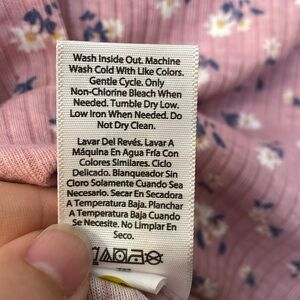 Wash Inside Out. Machine
Wash Cold With Like Colors.
Gentle Cycle. Only
Non-Chlorine Bleach When
Needed. Tumble Dry Low.
Low Iron When Needed. Do
Not Dry Clean.
Lavar Del Revés. Lavar A
Máquina En Agua Fría Con
Colores Similares. Ciclo
Delicado. Blanqueador Sin
Cloro Solamente Cuando Sea
Necesario. Secar En Secadora
A Temperatura Baja. Planchar
A Temperatura Baja Cuando
Se Necesite. No Limpiar En
Seco.